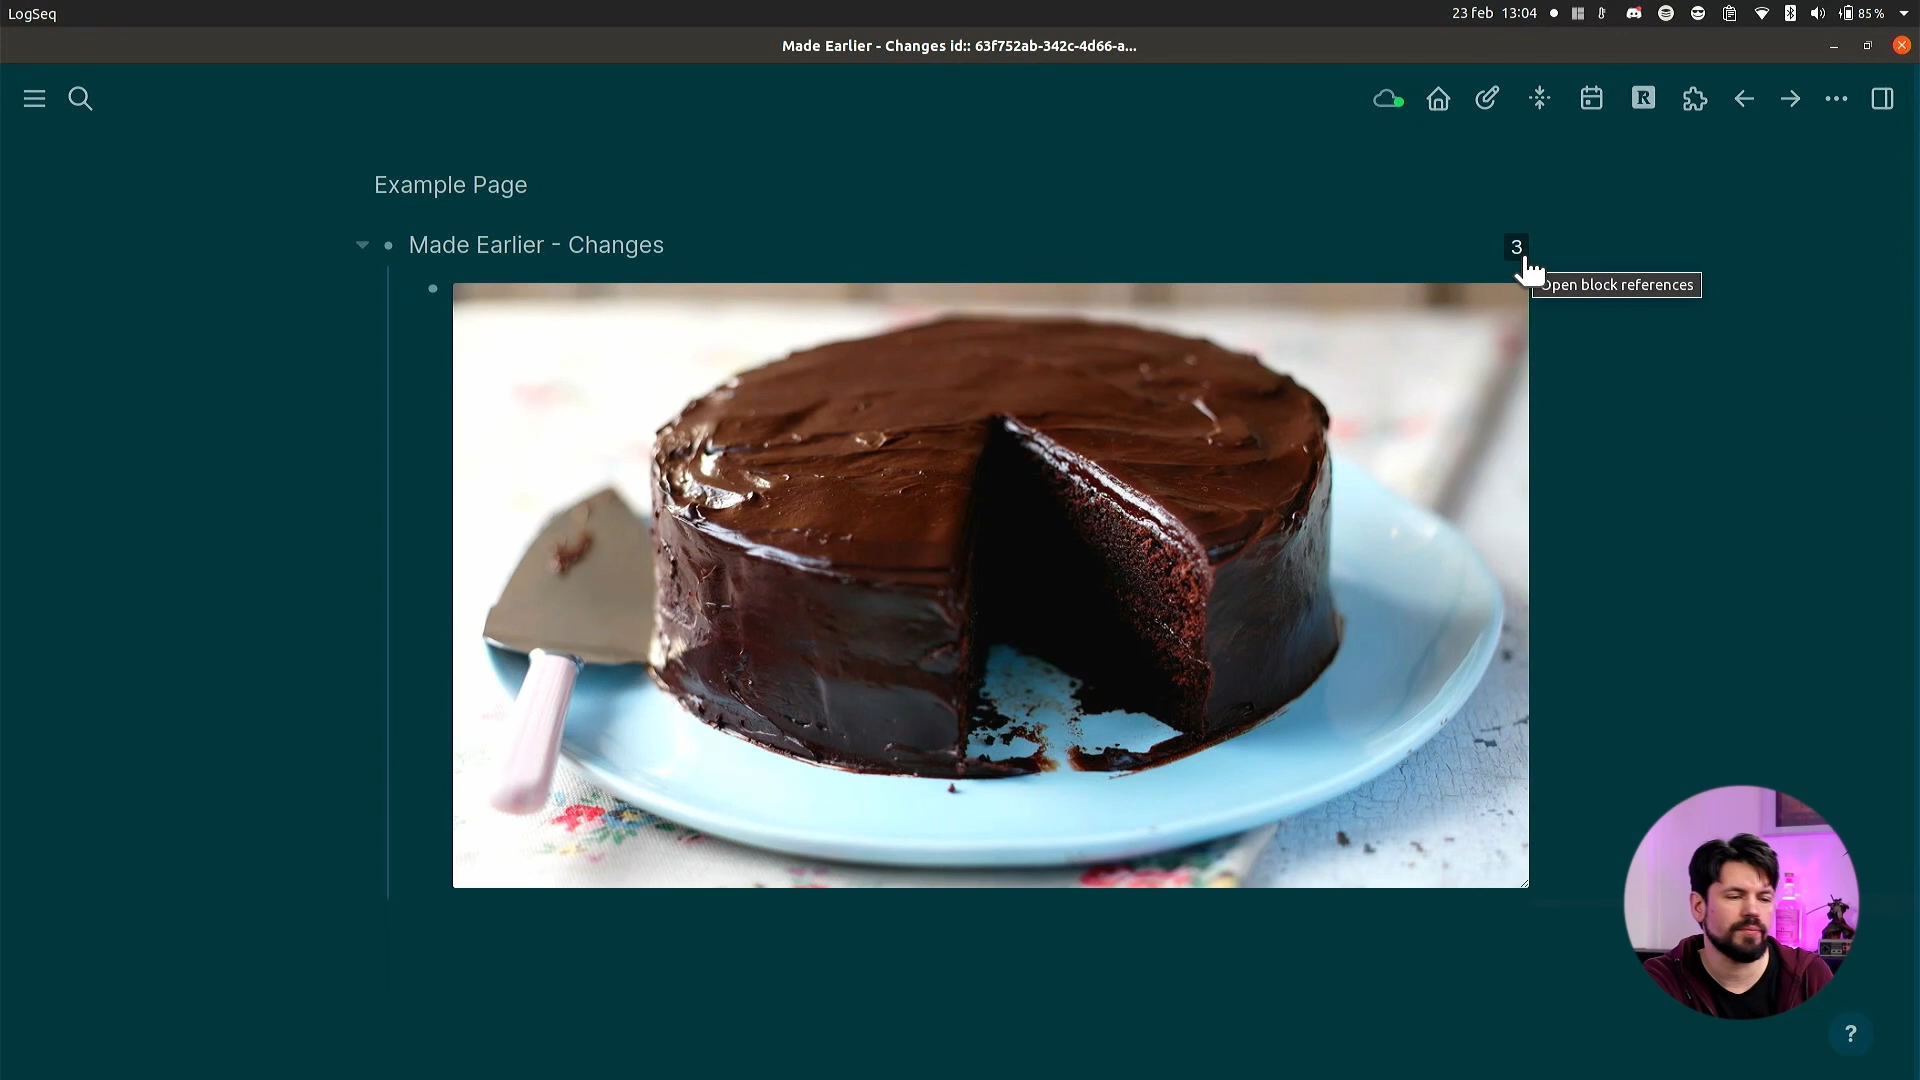 LogSeq
23 feb 13:04
85 %
Made Earlier - Changes id:: 63f752ab-342c-4d66-a...
R
Example Page
Made Earlier - Changes
3
Open block references
?